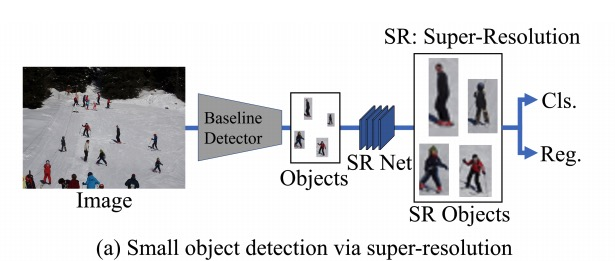 SR: Super-Resolution
Baseline
Detector
Cls.
Reg.
SR Net
Objects
Image
SR Objects
(a) Small object detection via super-resolution